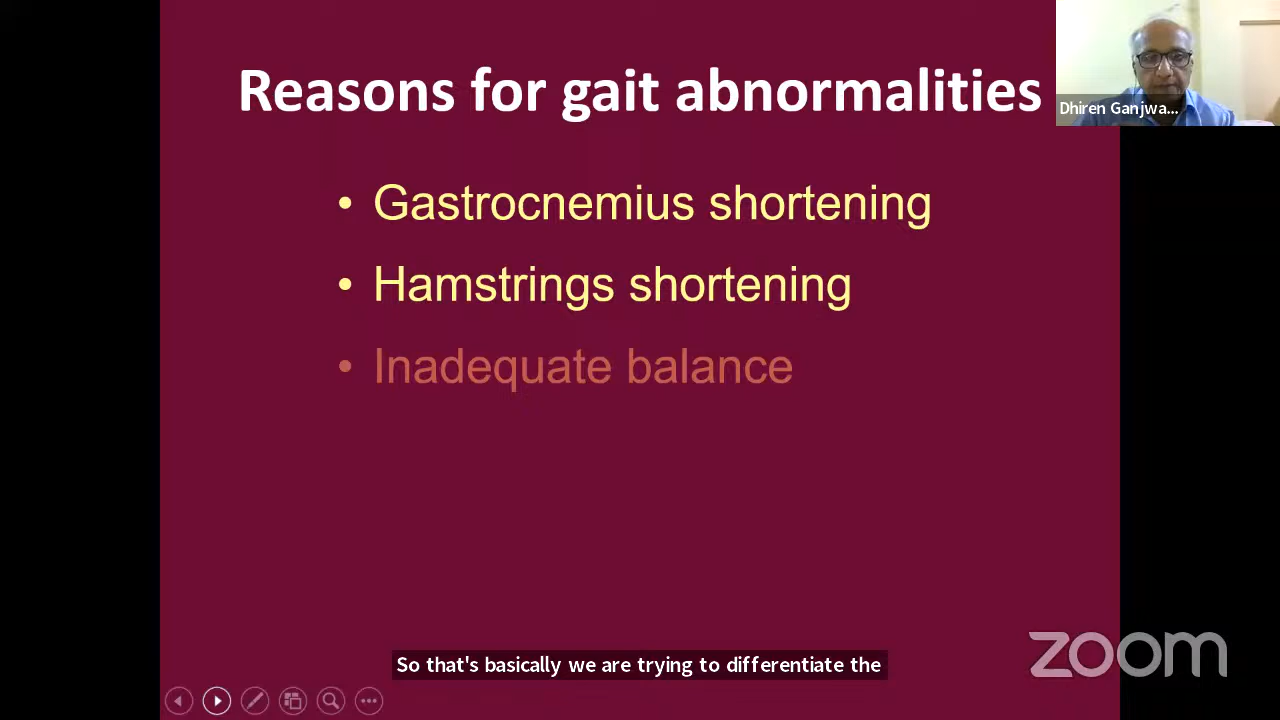 Reasons for gait abnormalities
Dhiren Ganjwa...
• Gastrocnemius shortening
• Hamstrings shortening
• Inadequate balance
So that's basically we are trying to differentiate the
zoom